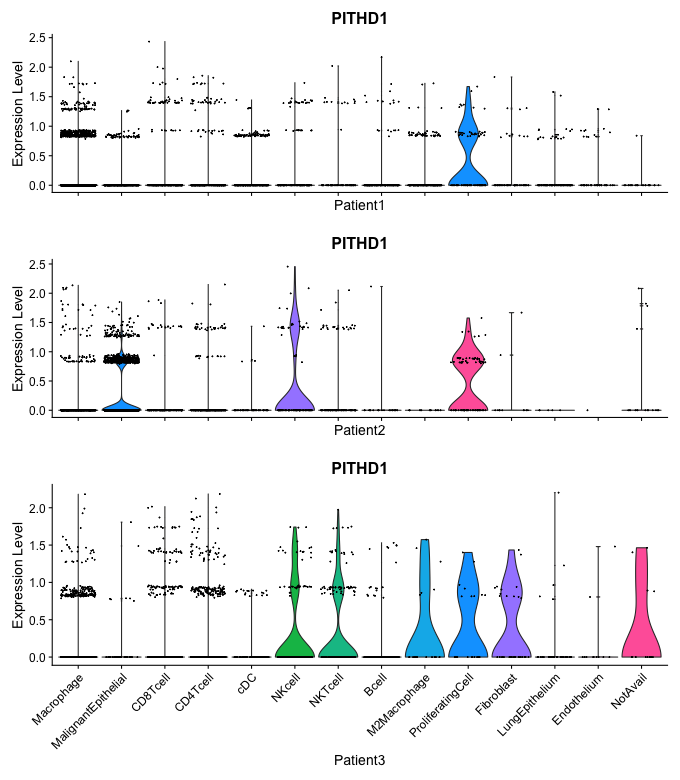 PITHD1
Expression Level
2.5
2.0
1.5
1.0
0.5
0.0
Patient1
PITHD1
Expression Level
2.5
2.0
1.5
1.0
0.5
0.0
Patient2
PITHD1
Expression Level
2.0
1.5
1.0
0.5
0.0
Macrophage
MalignantEpithelial
CD8Tcell
CD4Tcell
cDC
NKcell
NKTcell
Bcell
M2Macrophage
ProliferatingCell
Fibroblast
LungEpithelium
Endothelium
NotAvail
Patient3